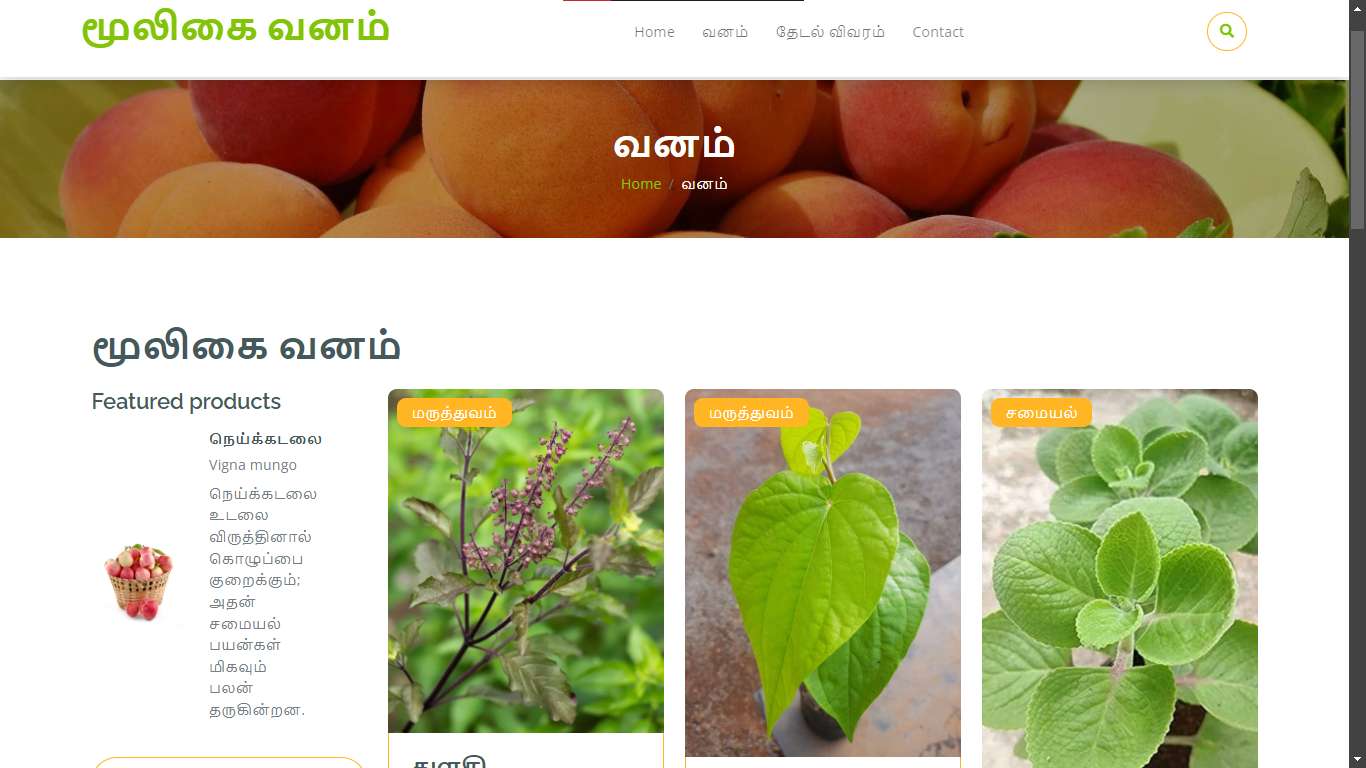 மூலிகை வனம்
Home வனம் தேடல் விவரம் Contact
வனம்
Home / வனம்
மூலிகை வனம்
Featured products
நெய்க்கடலை
Vigna mungo
நெய்க்கடலை
உடலை
விருத்தினால்
கொழுப்பை
குறைக்கும்;
அதன்
சமையல்
பயன்கள்
மிகவும்
பலன்
தருகின்றன.
மருத்துவம்
மருத்துவம்
சமையல்